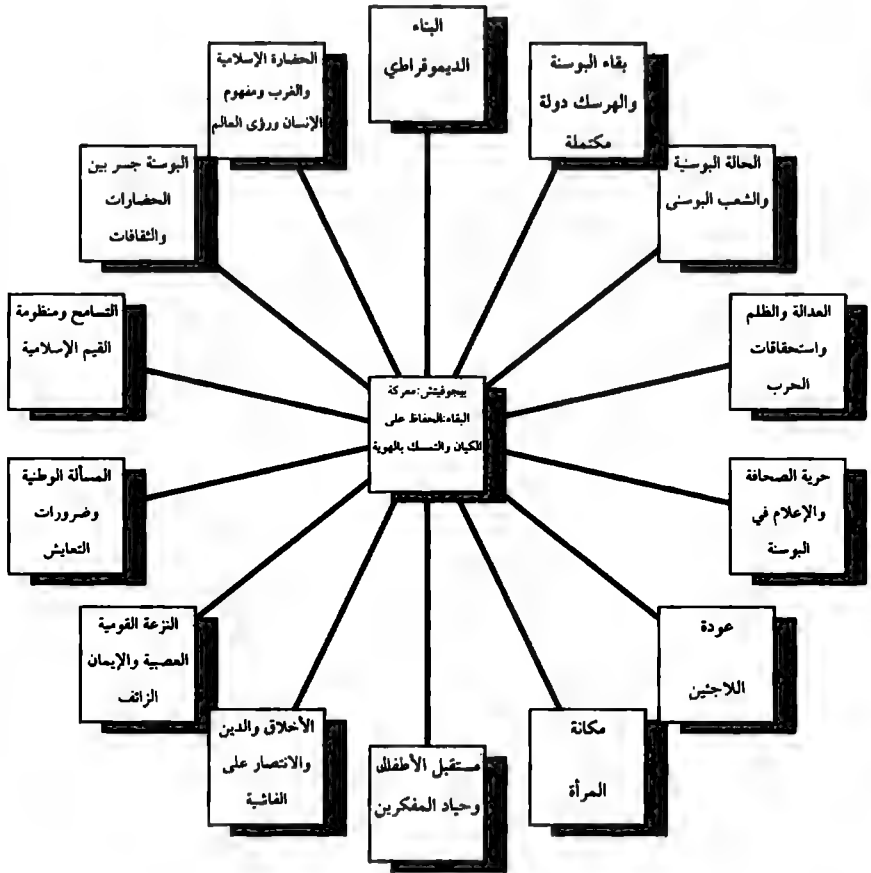 البناء
الديموقراطي
بقاء البوسنة
والهرسك دولة
مكتملة
الحالة البوسنية
والشعب البوسنى
العدالة والظلم
واستحقاقات
الحرب
حرية الصحافة
والإعلام في
البوسنة
عودة
اللاجئين
مكانة
المرأة
مستقبل الأطفال
وحياد المفكرين
الأخلاق والدين
والانتصار على
الفاشية
النزعة القومية
العصبية والإيمان
الزائف
المسألة الوطنية
وضرورات
التعايش
التسامح ومنظومة
القيم الإسلامية
البوسنة جسر بين
الحضارات
والثقافات
الحضارة الإسلامية
والغرب ومفهوم
الإنسان ورؤى العالم
بيجوفيتش:معركة
البقاء:الحفاظ على
الكيان والتمسك بالهوية